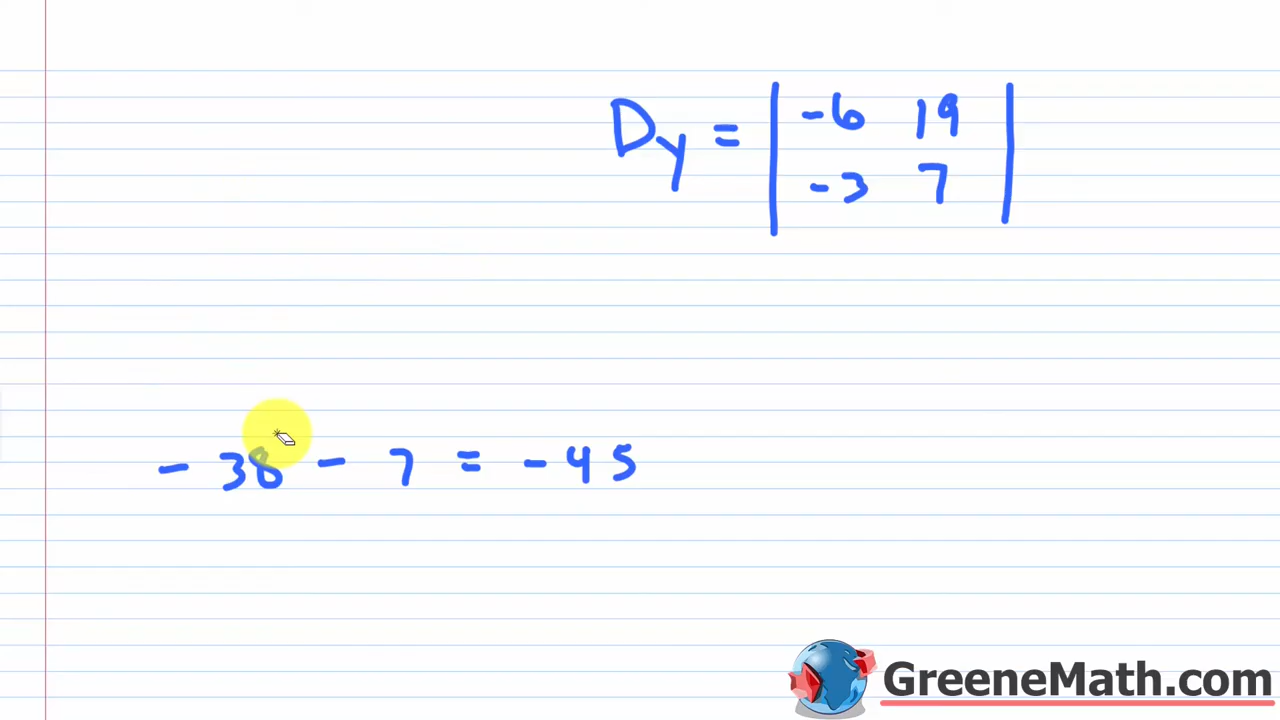 Dy = | -6 19 |
| -3 7 |
- 38 - 7 = -45
GreeneMath.com